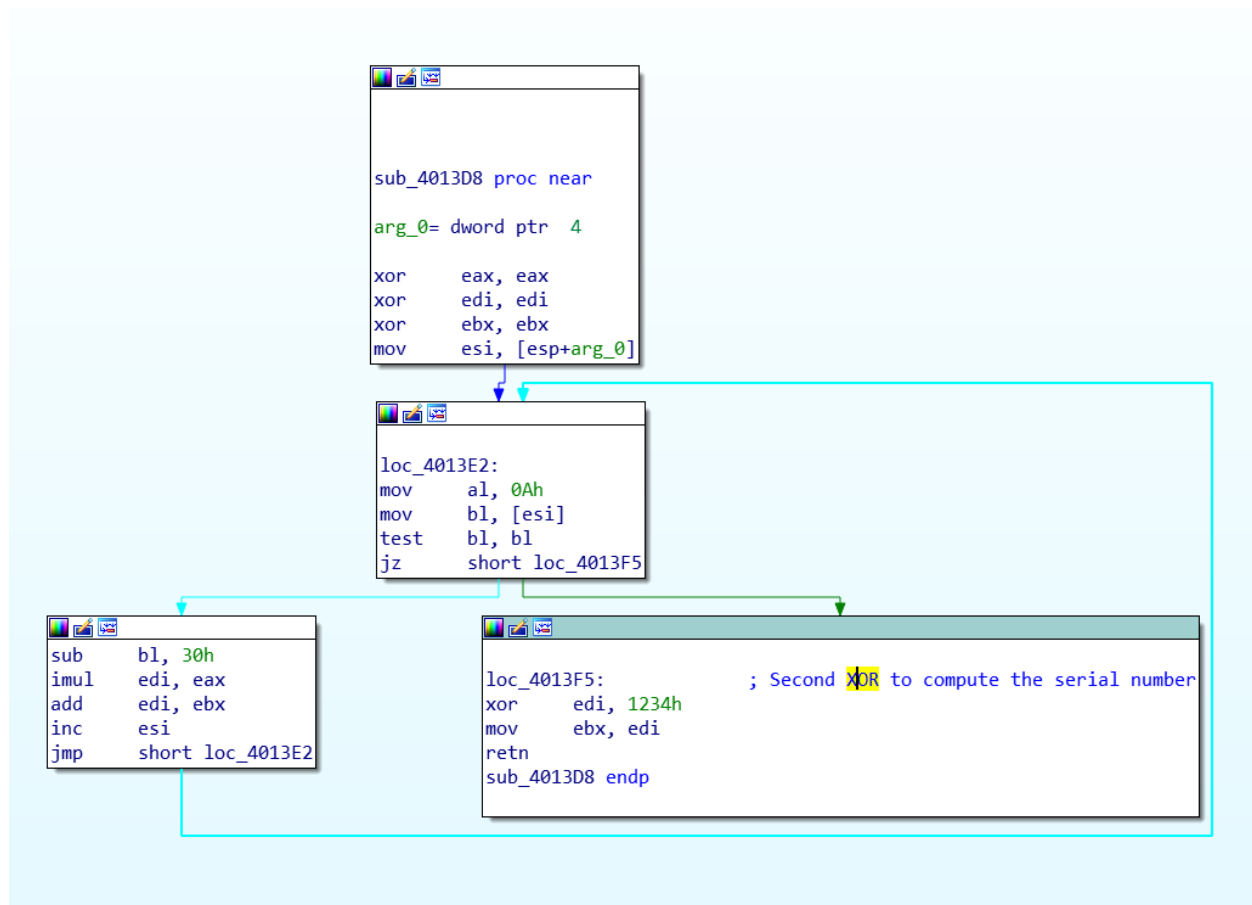 sub_4013D8 proc near
arg_0= dword ptr  4
xor     eax, eax
xor     edi, edi
xor     ebx, ebx
mov     esi, [esp+arg_0]
loc_4013E2:
mov     al, 0Ah
mov     bl, [esi]
test    bl, bl
jz      short loc_4013F5
sub     bl, 30h
imul    edi, eax
add     edi, ebx
inc     esi
jmp     short loc_4013E2
loc_4013F5:             ; Second XOR to compute the serial number
xor     edi, 1234h
mov     ebx, edi
retn
sub_4013D8 endp